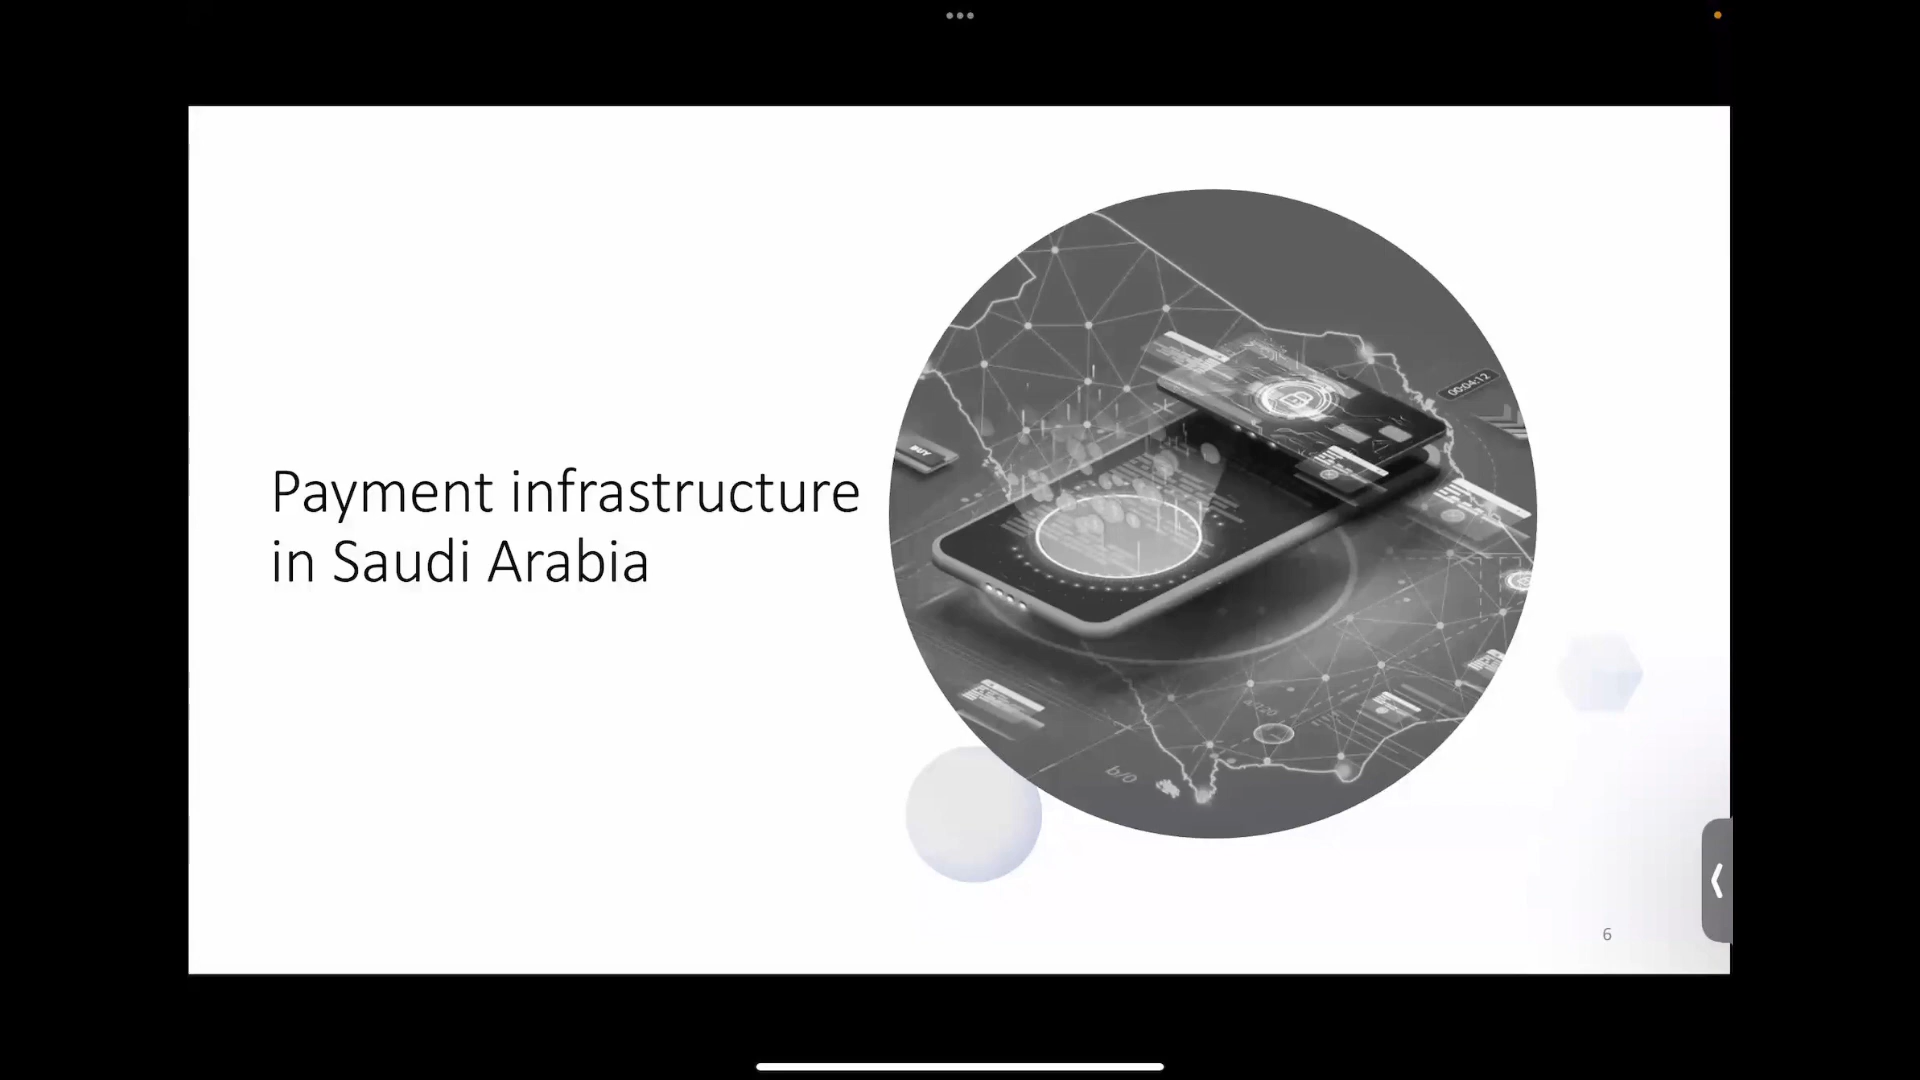 Payment infrastructure
in Saudi Arabia
00:04:12
BUY
6